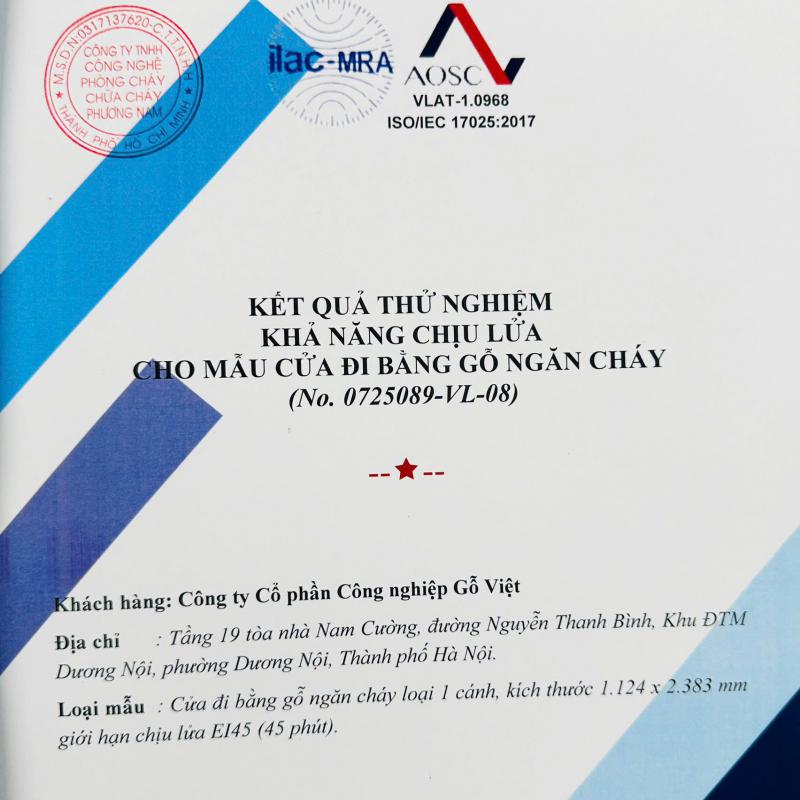 M.S.D.N:0317137620-C.T.T.N.H.H
CÔNG TY TNHH
CÔNG NGHỆ
PHÒNG CHÁY
CHỮA CHÁY
PHƯƠNG NAM
THÀNH PHỐ HỒ CHÍ MINH
ilac-MRA
AOSC
VLAT-1.0968
ISO/IEC 17025:2017
KẾT QUẢ THỬ NGHIỆM
KHẢ NĂNG CHỊU LỬA
CHO MẪU CỬA ĐI BẰNG GỖ NGĂN CHÁY
(No. 0725089-VL-08)
Khách hàng: Công ty Cổ phần Công nghiệp Gỗ Việt
Địa chỉ : Tầng 19 tòa nhà Nam Cường, đường Nguyễn Thanh Bình, Khu ĐTM
Dương Nội, phường Dương Nội, Thành phố Hà Nội.
Loại mẫu : Cửa đi bằng gỗ ngăn cháy loại 1 cánh, kích thước 1.124 x 2.383 mm
giới hạn chịu lửa EI45 (45 phút).